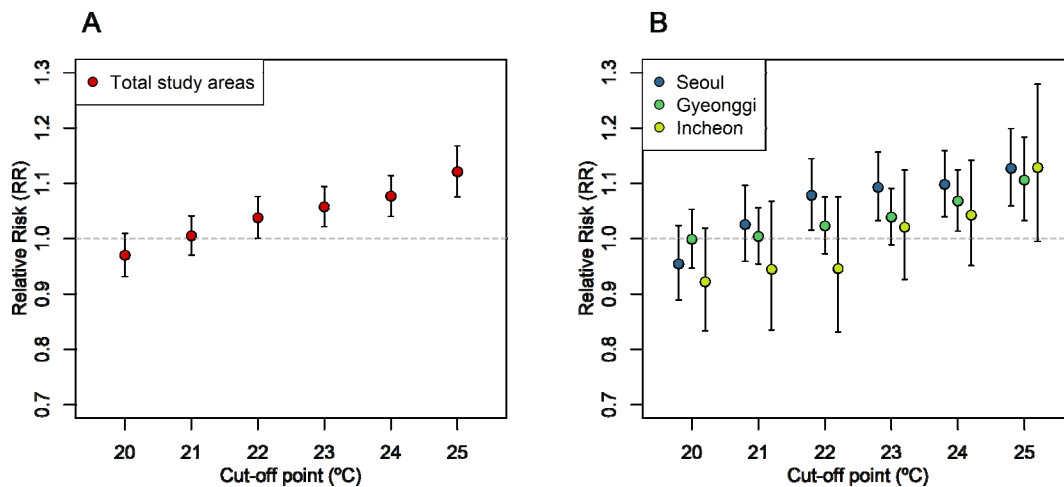 A
Total study areas
Relative Risk (RR)
1.3
1.2
1.1
1.0
0.9
0.8
0.7
20 21 22 23 24 25
Cut-off point (ºC)
B
Seoul
Gyeonggi
Incheon
Relative Risk (RR)
1.3
1.2
1.1
1.0
0.9
0.8
0.7
20 21 22 23 24 25
Cut-off point (ºC)